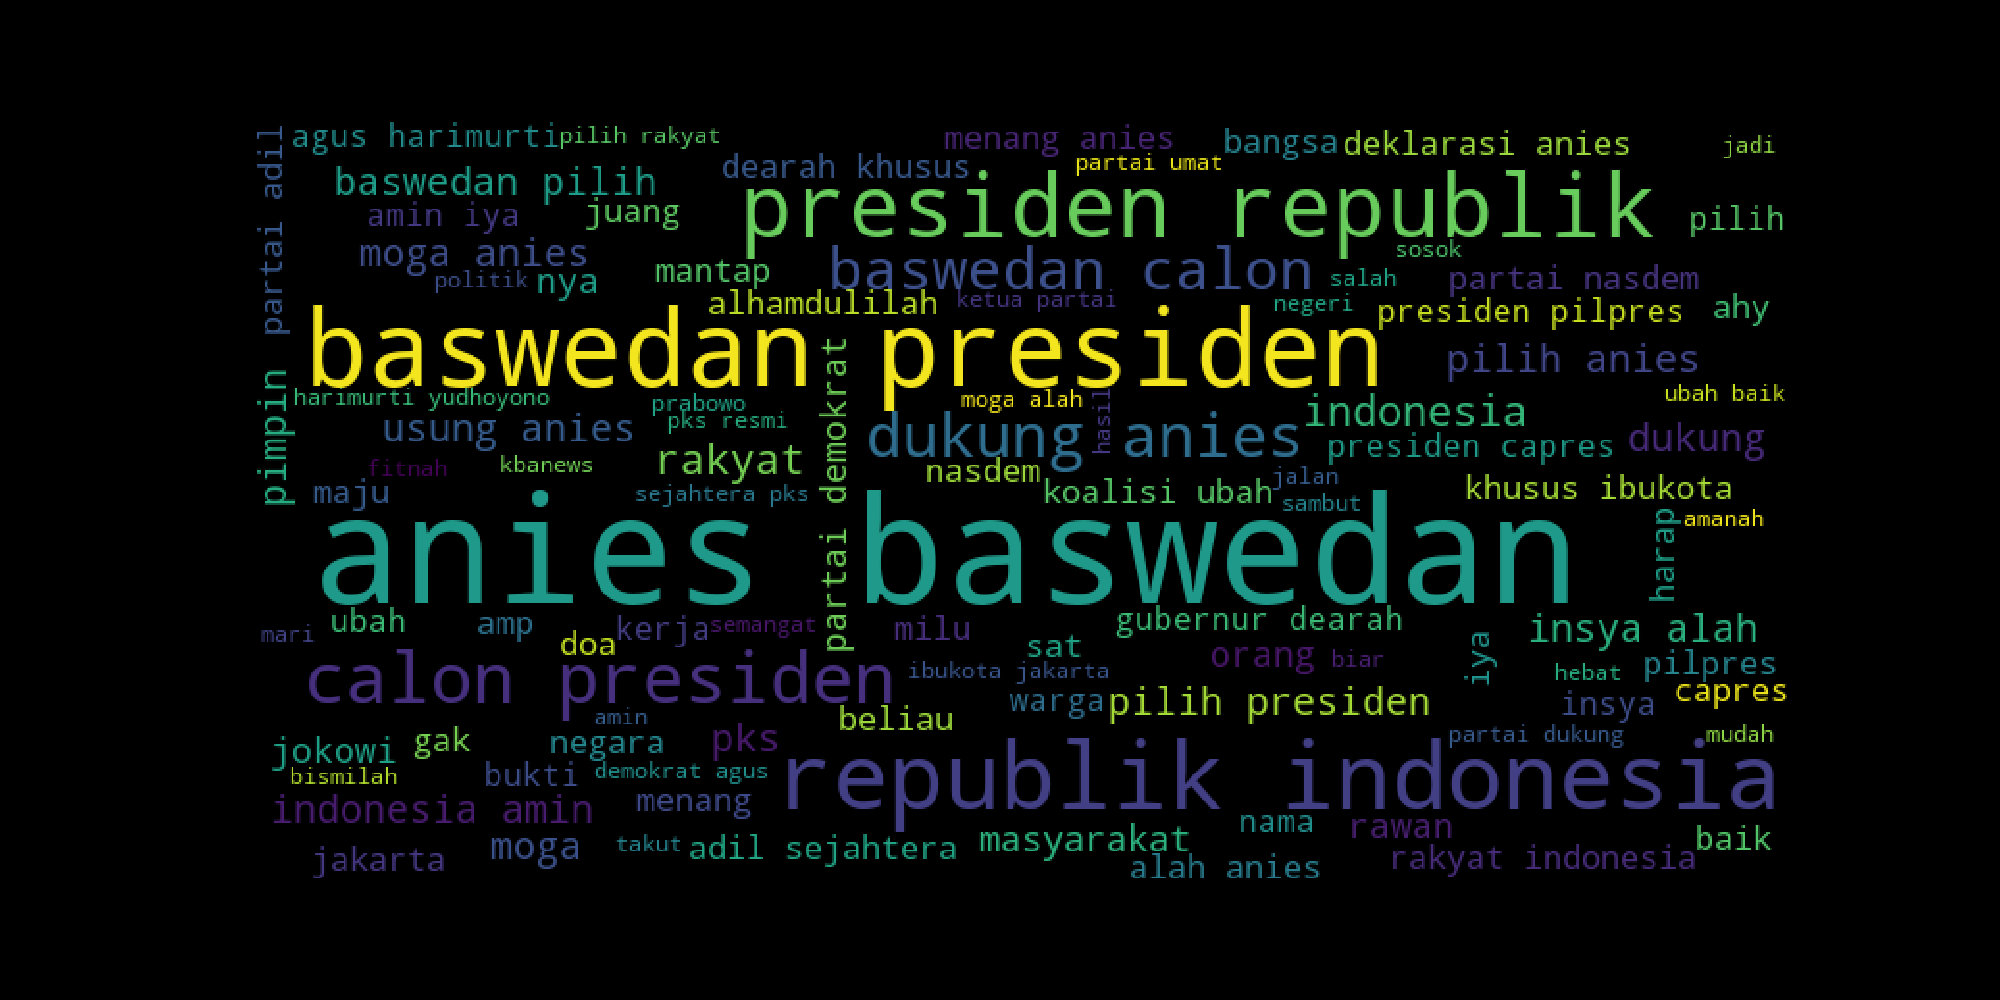 agus harimurti
pilih rakyat
menang anies
bangsa
deklarasi anies
jadi
partai adil
dearah khusus
partai umat
baswedan pilih
presiden republik
amin iya
juang
pilih
moga anies
baswedan calon
sosok
politik
nya
mantap
salah
partai nasdem
alhamdulilah
ketua partai
negeri
presiden pilpres
ahy
baswedan presiden
pilih anies
pimpin
harimurti yudhoyono
prabowo
moga alah
hasil
ubah baik
partai demokrat
usung anies
pks resmi
dukung anies
indonesia
presiden capres
dukung
fitnah
kbanews
rakyat
nasdem
jalan
maju
sejahtera pks
koalisi ubah
sambut
khusus ibukota
anies baswedan
harap
amanah
mari
ubah
amp
doa
kerja
semangat
milu
sat
gubernur dearah
iya
insya alah
calon presiden
ibukota jakarta
orang
biar
hebat
pilpres
amin
beliau
warga
pilih presiden
insya
capres
jokowi
gak
negara
pks
partai dukung
mudah
bismilah
bukti
demokrat agus
republik indonesia
indonesia amin
menang
nama
rawan
baik
jakarta
moga
takut
adil sejahtera
masyarakat
alah anies
rakyat indonesia